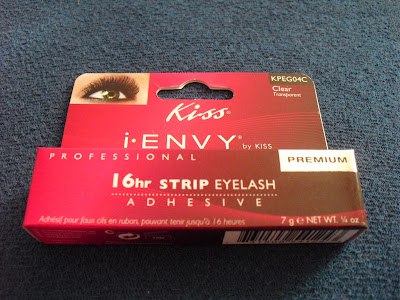 KPEG04C
Clear
Transparent
Kiss®
i·ENVY by KISS
PROFESSIONAL
PREMIUM
16hr STRIP EYELASH
ADHESIVE
Adhésif pour faux cils en ruban, pouvant tenir jusqu'à 16 heures
7 g ℮ NET WT. ¼ oz